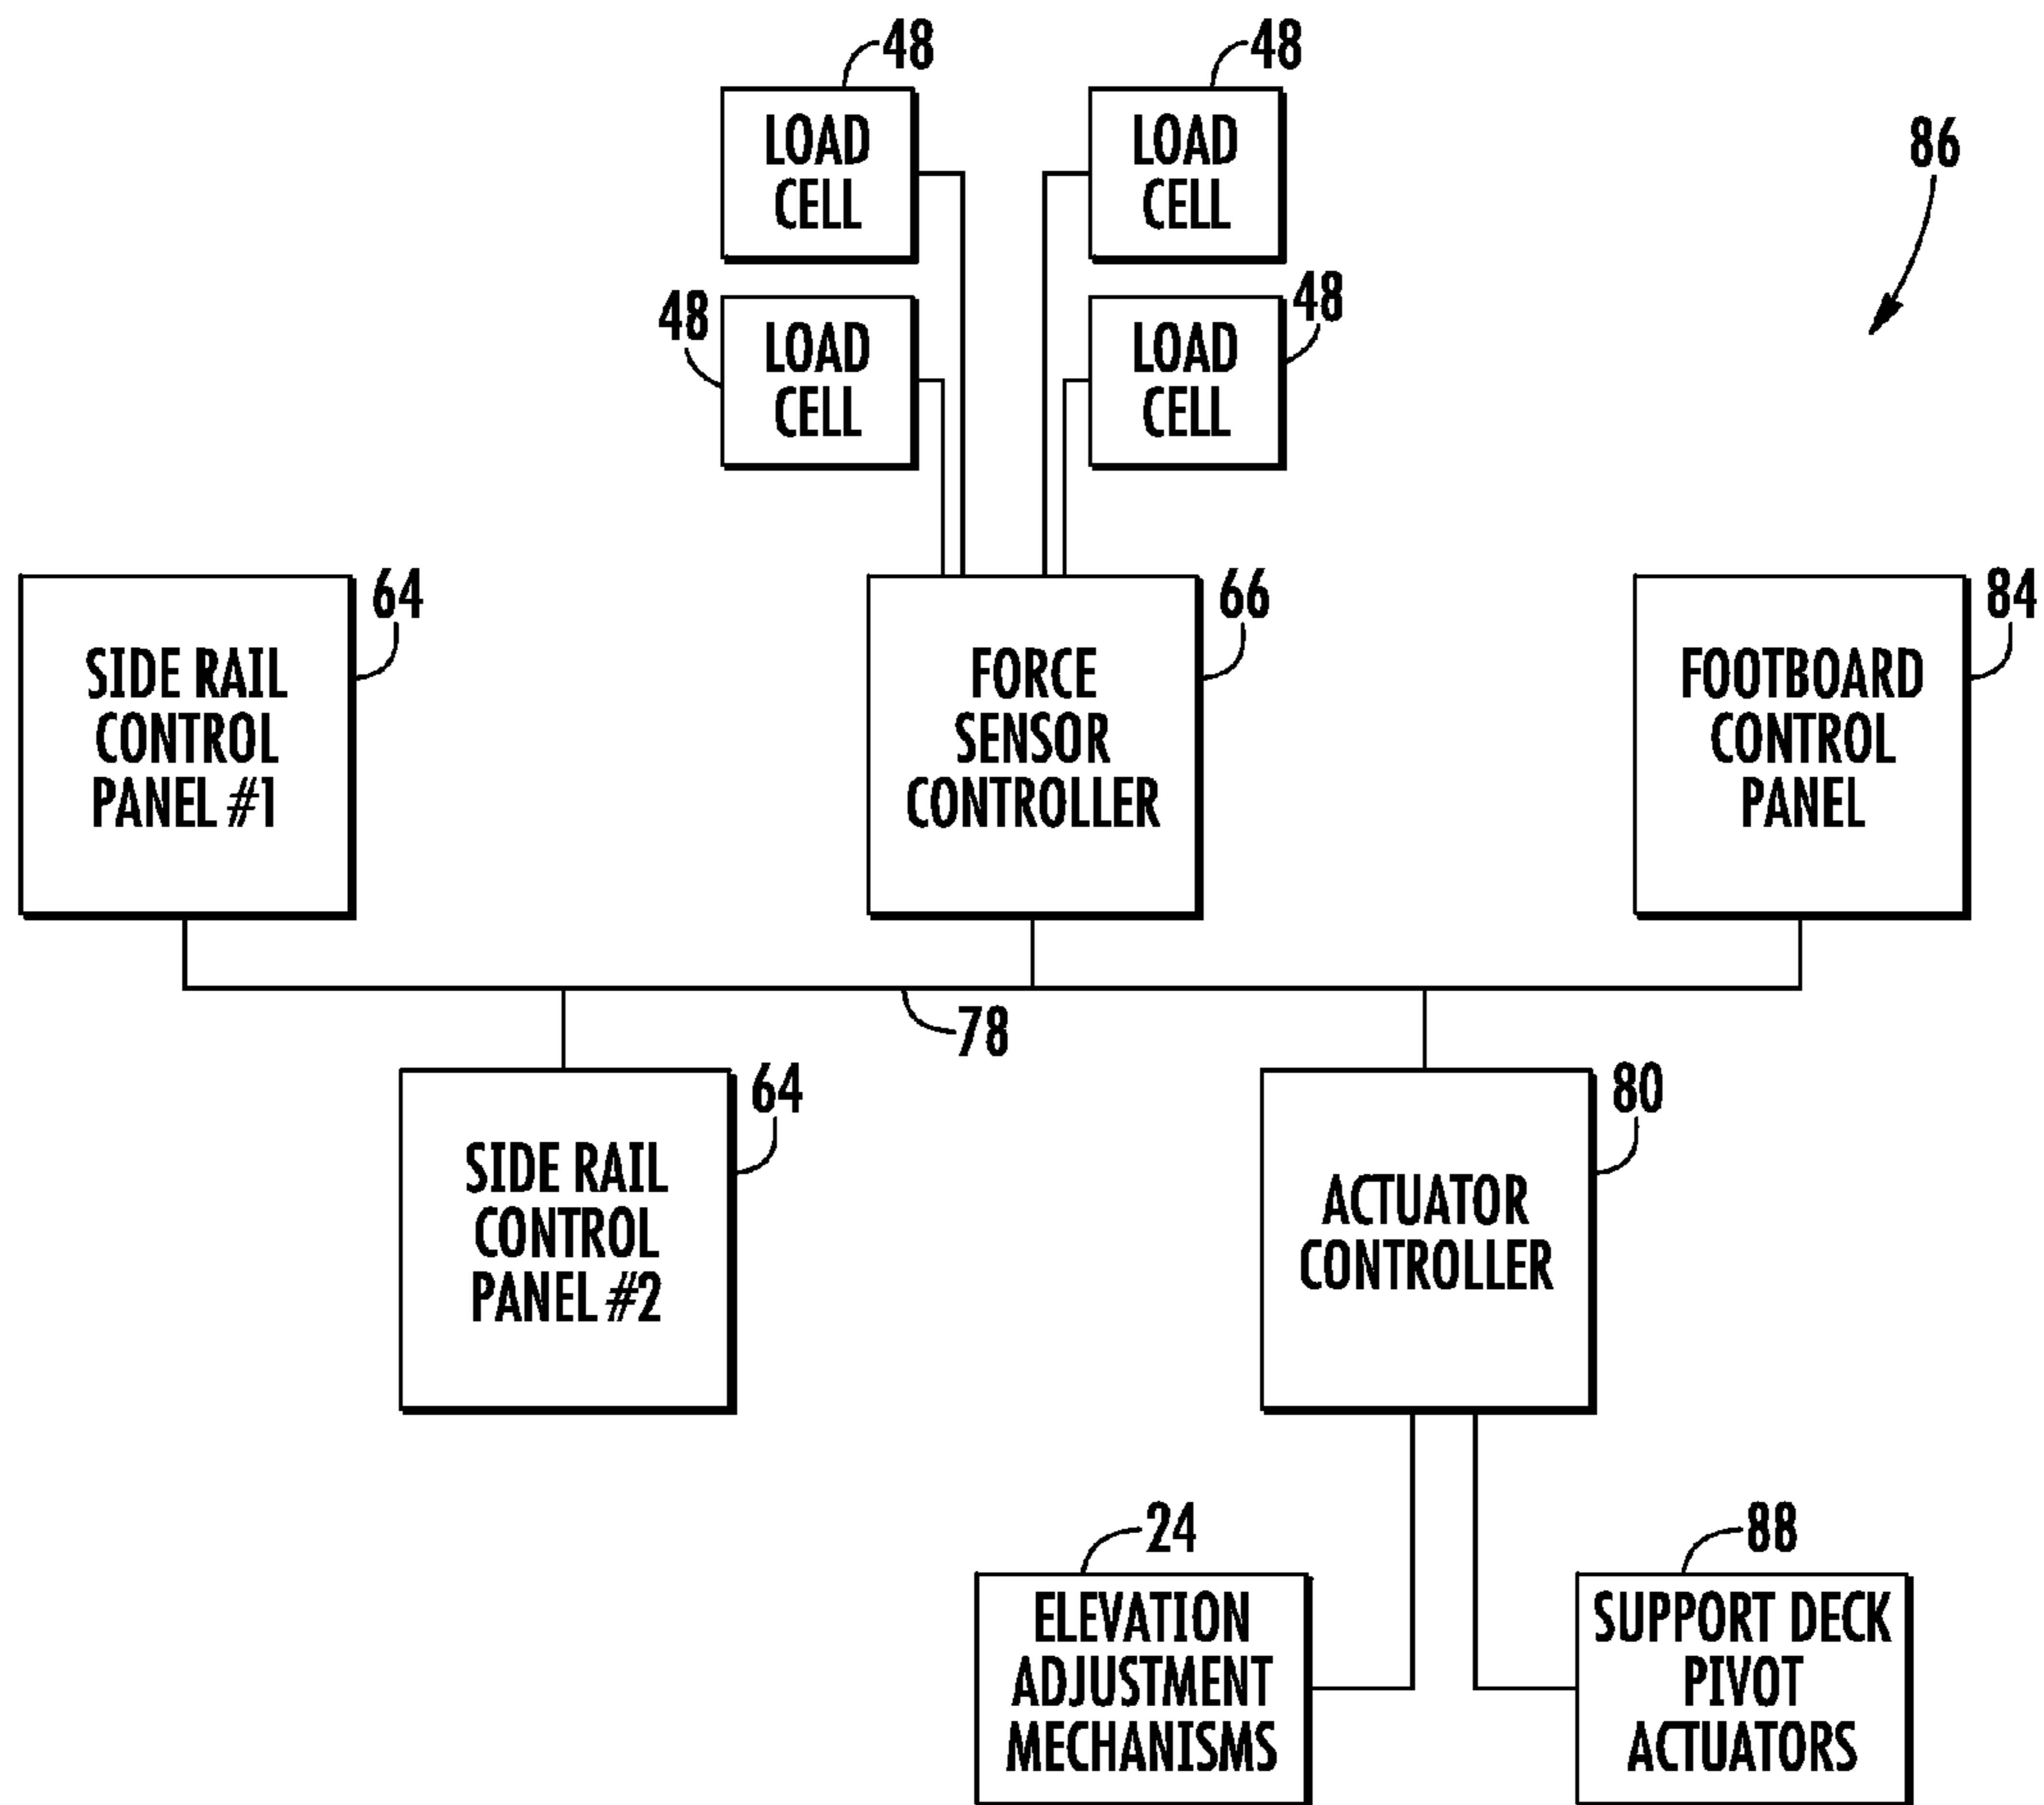 48
48
LOAD
CELL
LOAD
CELL
86
48
LOAD
CELL
LOAD
CELL
48
SIDE RAIL
CONTROL
PANEL #1
64
FORCE
SENSOR
CONTROLLER
66
FOOTBOARD
CONTROL
PANEL
84
78
SIDE RAIL
CONTROL
PANEL #2
64
ACTUATOR
CONTROLLER
80
24
ELEVATION
ADJUSTMENT
MECHANISMS
88
SUPPORT DECK
PIVOT
ACTUATORS